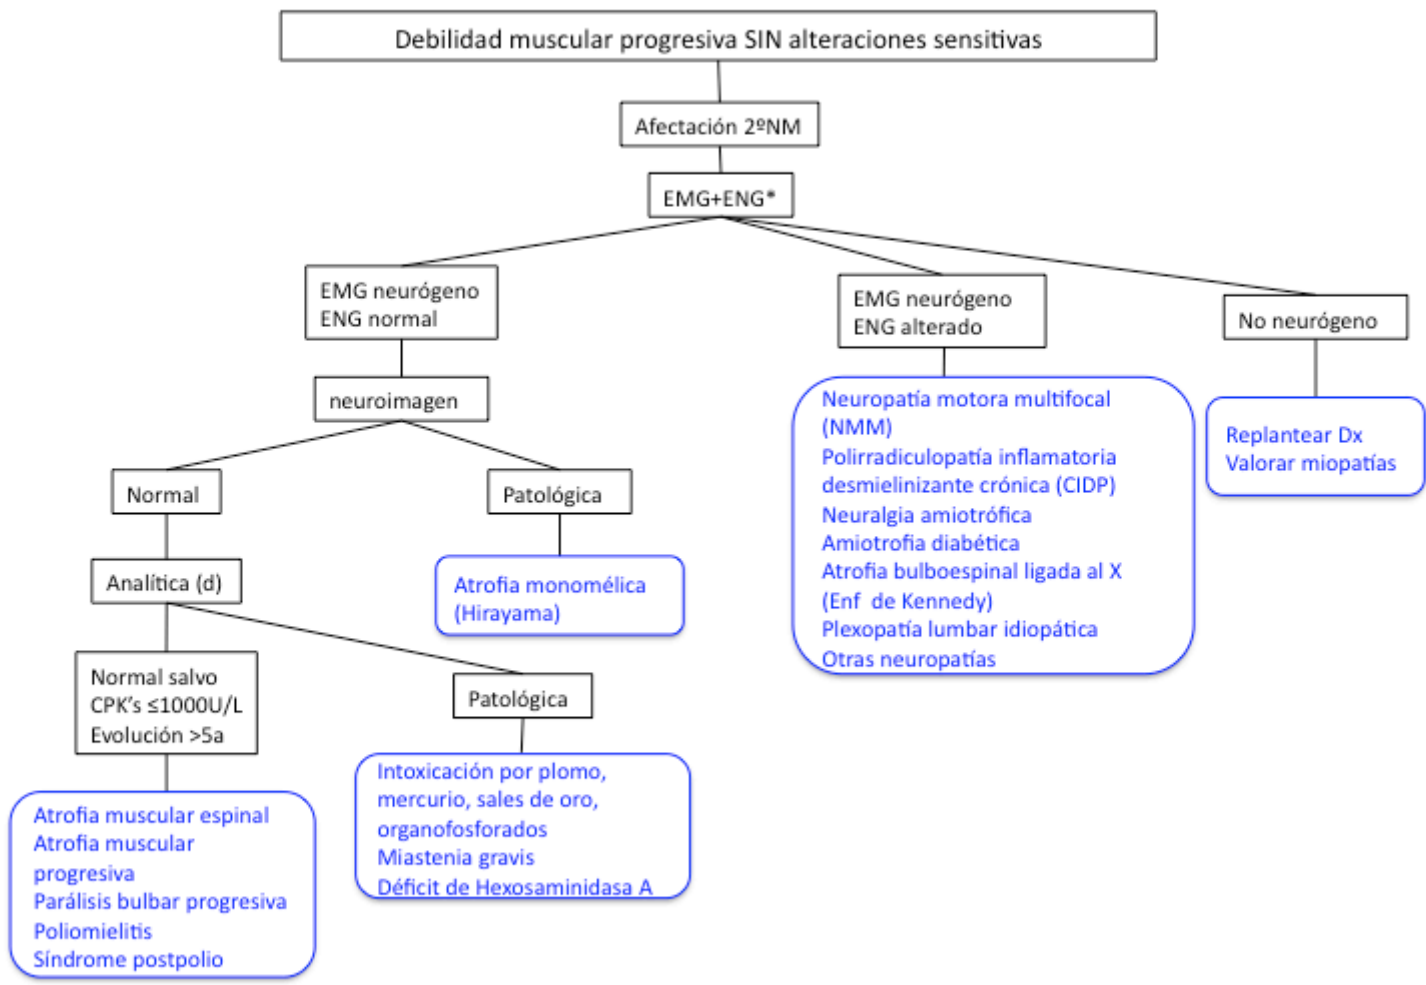 Debilidad muscular progresiva SIN alteraciones sensitivas
Afectación 2ºNM
EMG+ENG*
EMG neurógeno
ENG normal
EMG neurógeno
ENG alterado
No neurógeno
neuroimagen
Neuropatía motora multifocal
(NMM)
Polirradiculopatía inflamatoria
desmielinizante crónica (CIDP)
Neuralgia amiotrófica
Amiotrofia diabética
Atrofia bulboespinal ligada al X
(Enf de Kennedy)
Plexopatía lumbar idiopática
Otras neuropatías
Replantear Dx
Valorar miopatías
Normal
Patológica
Analítica (d)
Atrofia monomélica
(Hirayama)
Normal salvo
CPK's ≤1000U/L
Evolución >5a
Patológica
Intoxicación por plomo,
mercurio, sales de oro,
organofosforados
Miastenia gravis
Déficit de Hexosaminidasa A
Atrofia muscular espinal
Atrofia muscular
progresiva
Parálisis bulbar progresiva
Poliomielitis
Síndrome postpolio